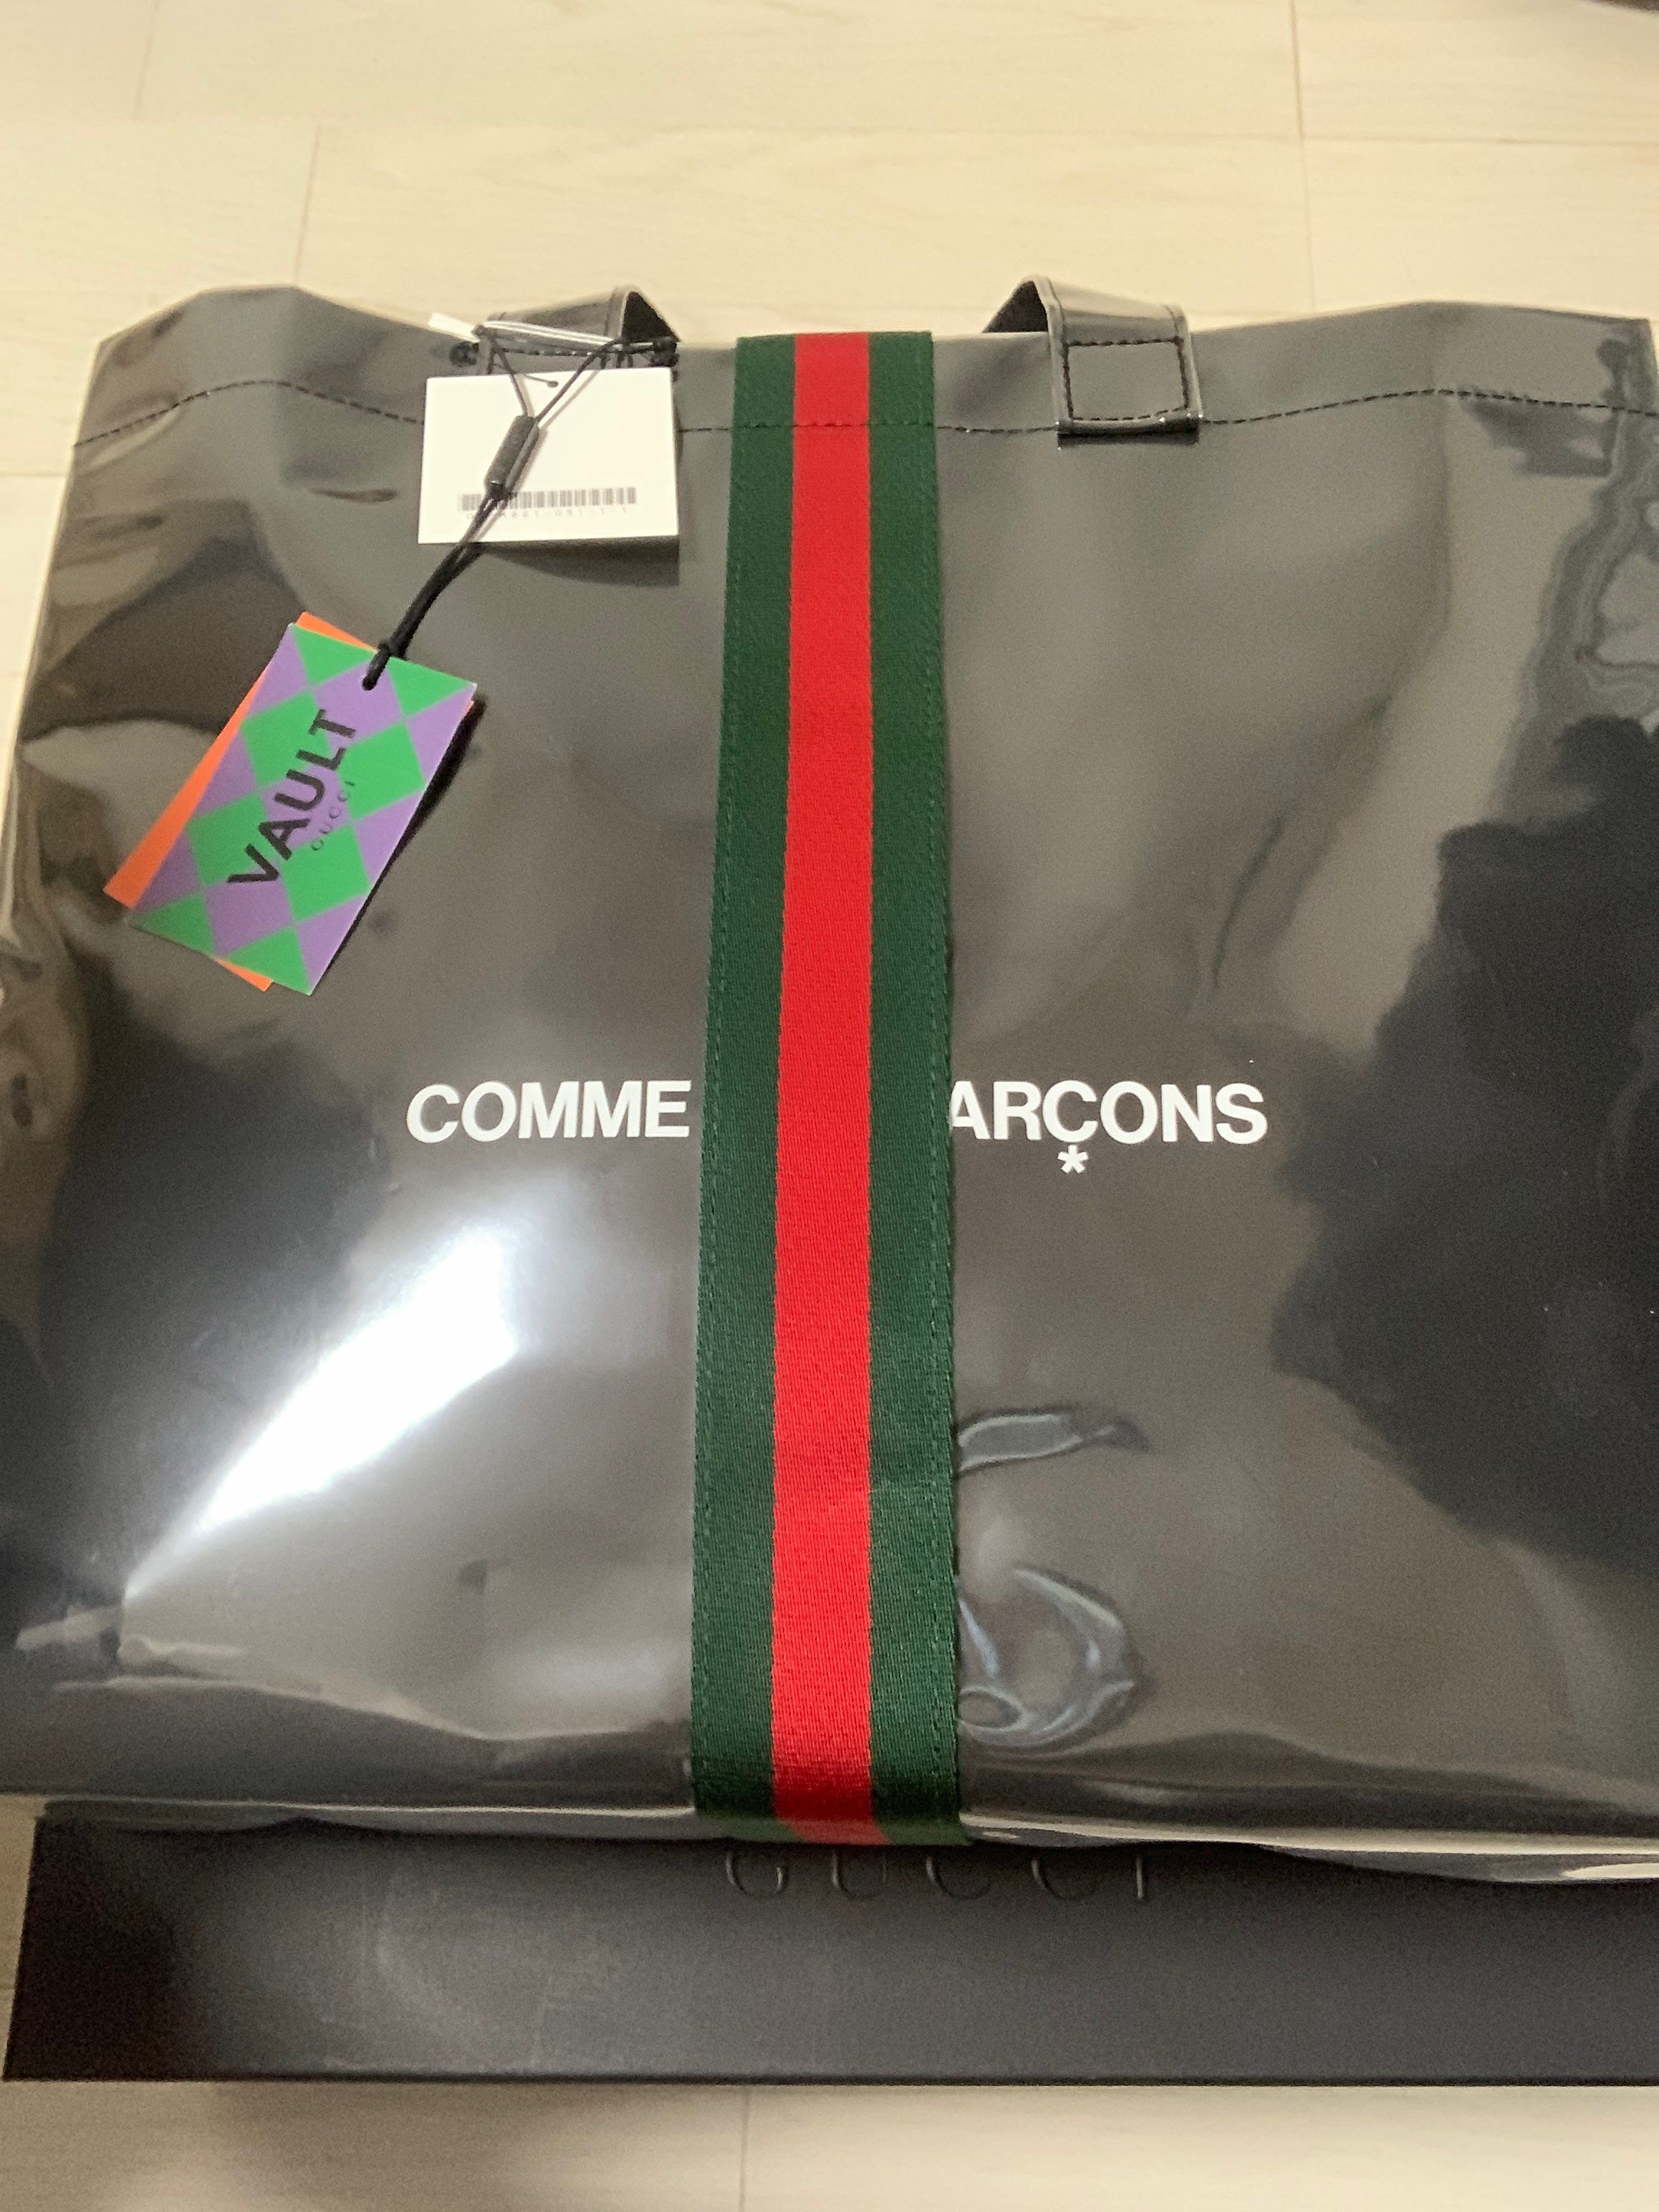 VAULT
GUCCI
COMME ARÇONS
*
GUCCI